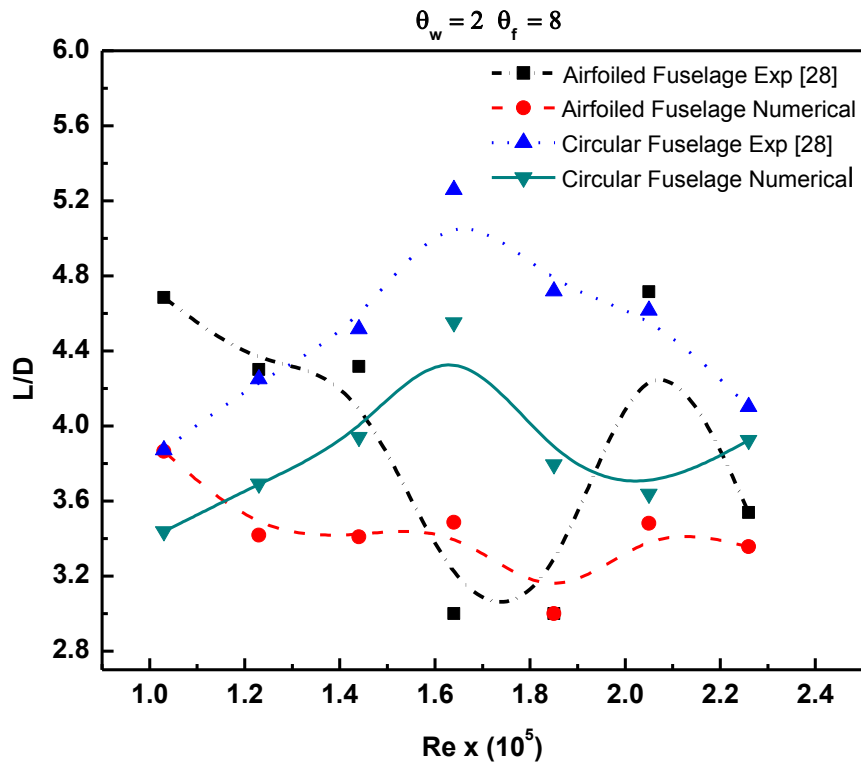 θw = 2 θf = 8
6.0
5.6
5.2
4.8
4.4
4.0
3.6
3.2
2.8
L/D
Airfoiled Fuselage Exp [28]
Airfoiled Fuselage Numerical
Circular Fuselage Exp [28]
Circular Fuselage Numerical
1.0 1.2 1.4 1.6 1.8 2.0 2.2 2.4
Re x (10⁵)